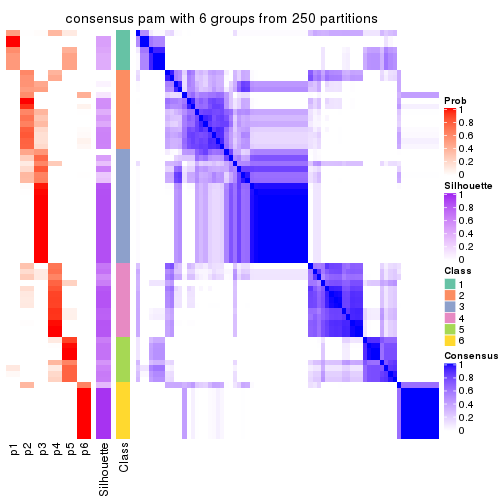 consensus pam with 6 groups from 250 partitions
Prob
1
0.8
0.6
0.4
0.2
0
Silhouette
1
0.8
0.6
0.4
0.2
0
Class
1
2
3
4
5
6
Consensus
1
0.8
0.6
0.4
0.2
0
p1
p2
p3
p4
p5
p6
Silhouette
Class